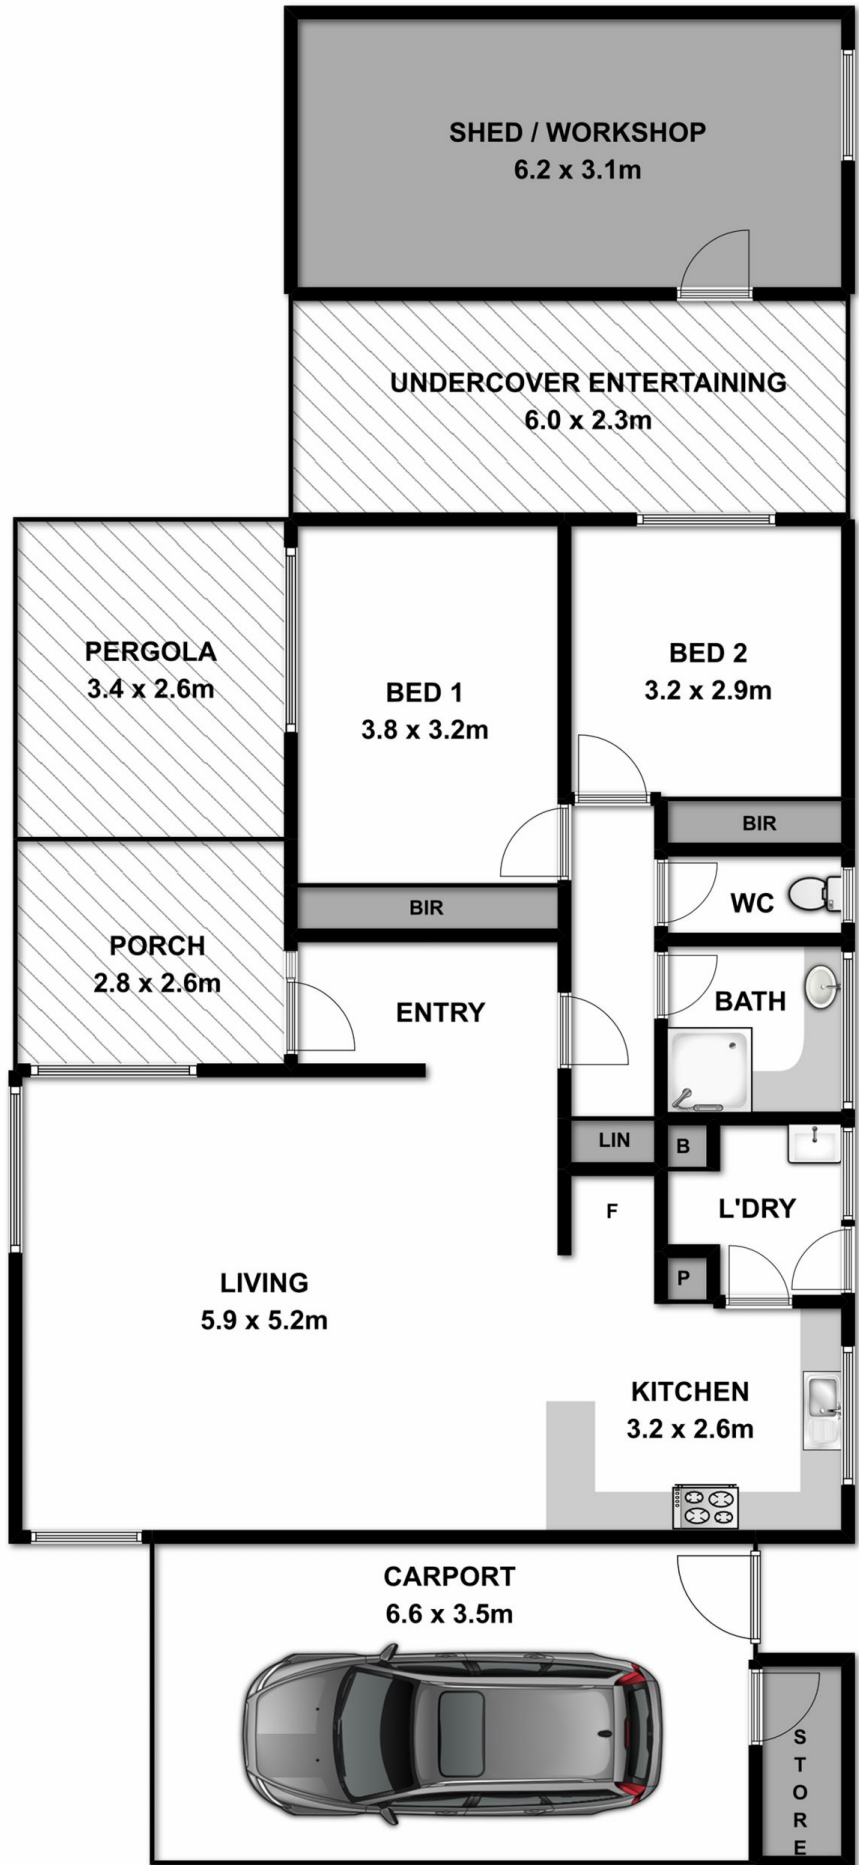 SHED / WORKSHOP
6.2 x 3.1m
UNDERCOVER ENTERTAINING
6.0 x 2.3m
PERGOLA
3.4 x 2.6m
BED 1
3.8 x 3.2m
BED 2
3.2 x 2.9m
BIR
BIR
WC
PORCH
2.8 x 2.6m
ENTRY
BATH
LIN
B
F
L'DRY
P
LIVING
5.9 x 5.2m
KITCHEN
3.2 x 2.6m
CARPORT
6.6 x 3.5m
STORE